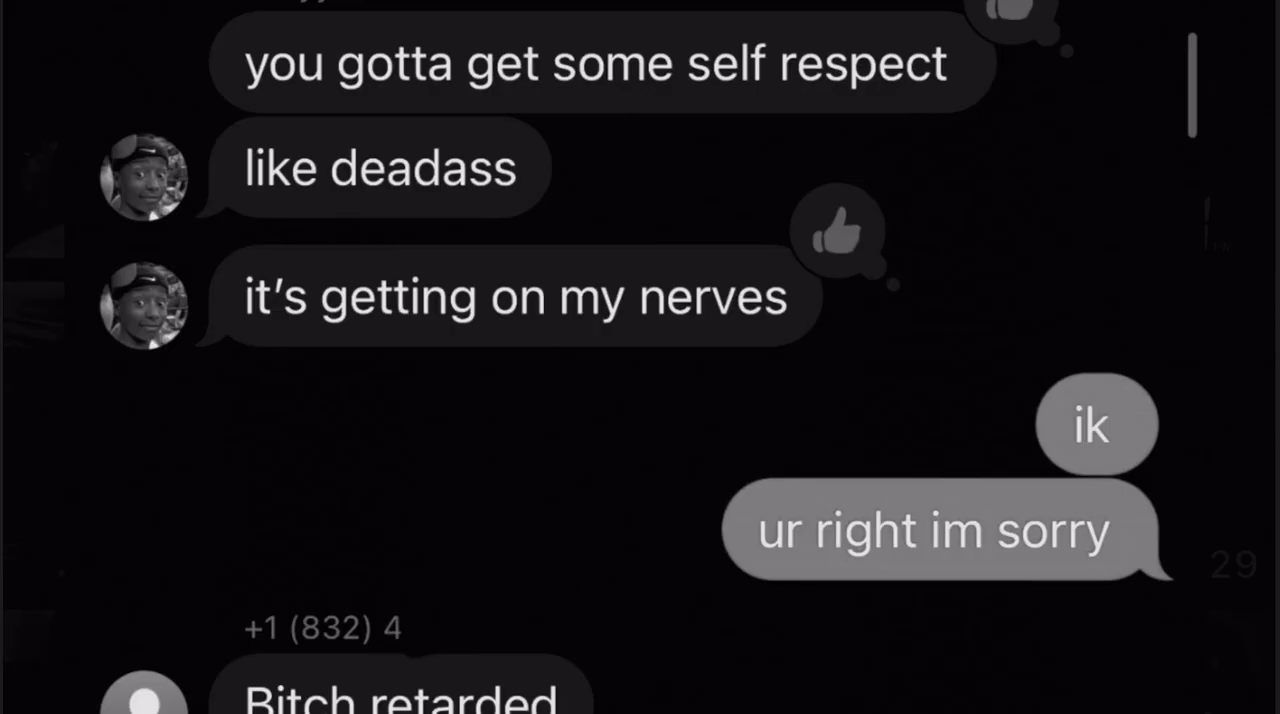 you gotta get some self respect
like deadass
it's getting on my nerves
ik
ur right im sorry
29
+1 (832) 4
Bitch retarded